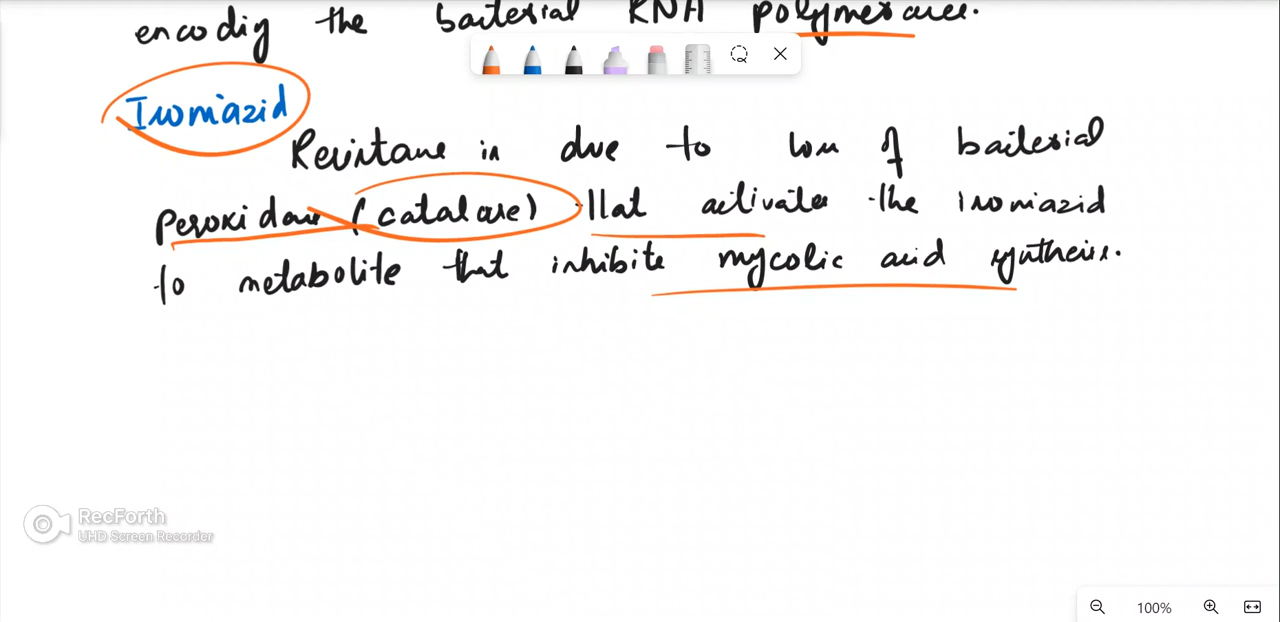 encodig the bacterial RNA polymerase.
Isoniazid
Resistance is due to loss of bacterial
peroxidase (catalase) that activates the isoniazid
to metabolite that inhibits mycolic acid synthesis.
RecForth
UHD Screen Recorder
100%